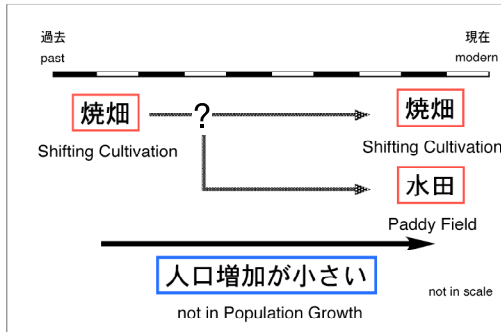 過去
past
現在
modern
焼畑
?
焼畑
Shifting Cultivation
Shifting Cultivation
水田
Paddy Field
人口増加が小さい
not in scale
not in Population Growth